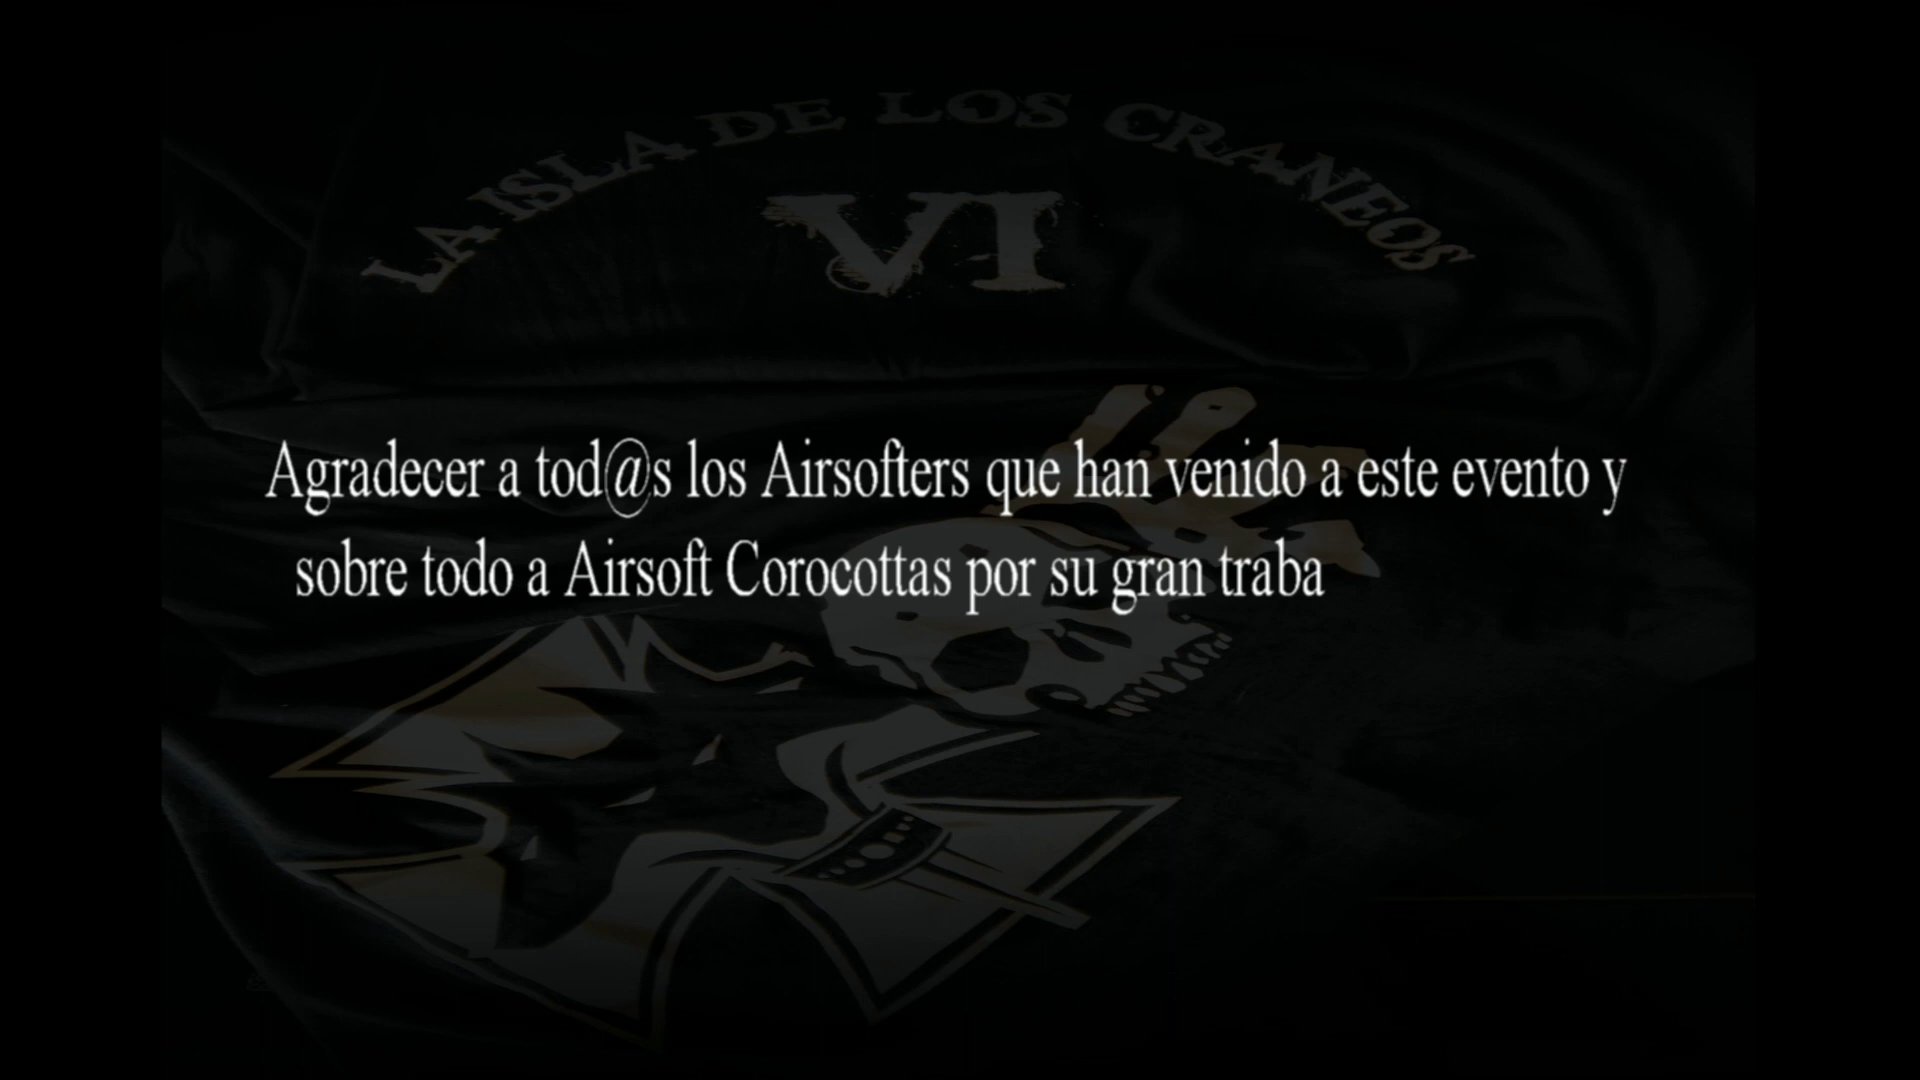 LA ISLA DE LOS CRANEOS
VI
Agradecer a tod@s los Airsofters que han venido a este evento y
sobre todo a Airsoft Corocottas por su gran traba